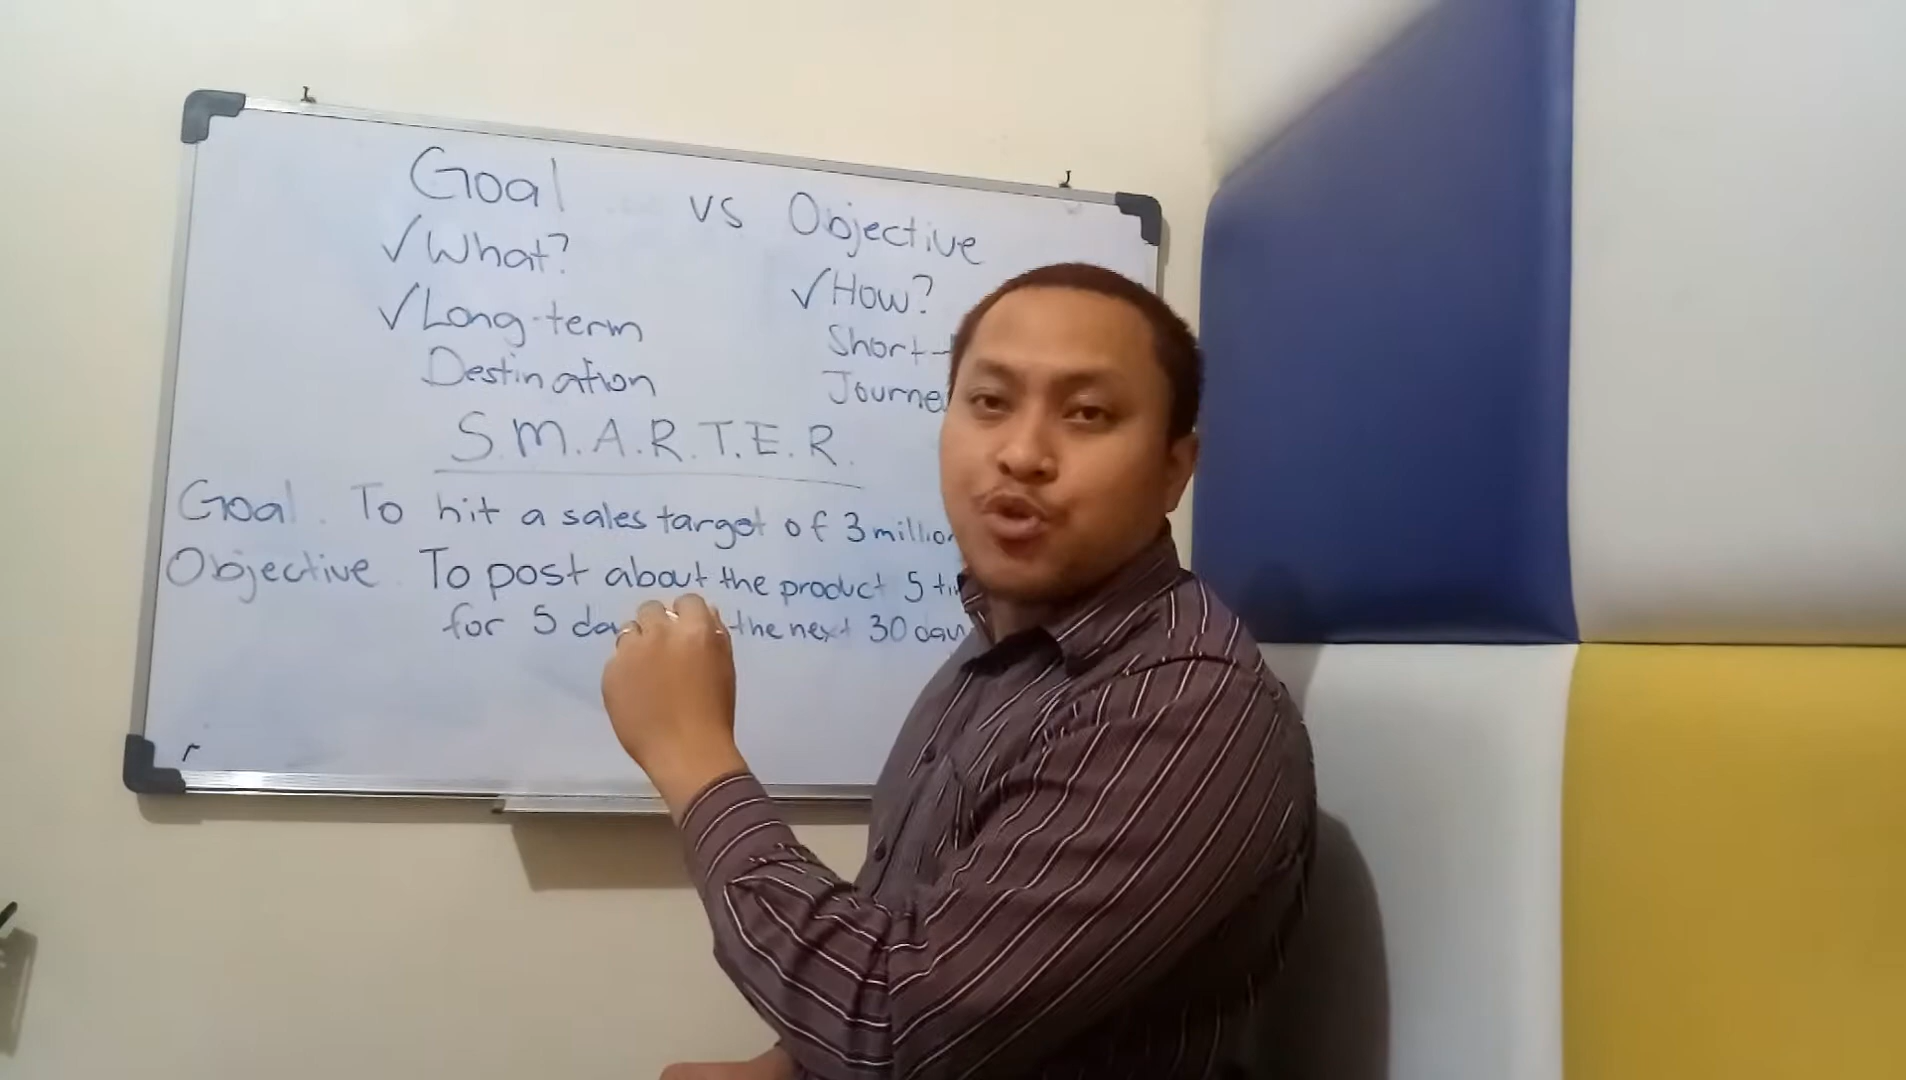 Goal vs Objective
✓What? ✓How?
✓Long-term Short-
Destination
S.M.A.R.T.E.R.
Goal. To hit a sales target of 3
Objective. To post about the product 5
for 5 the next 30